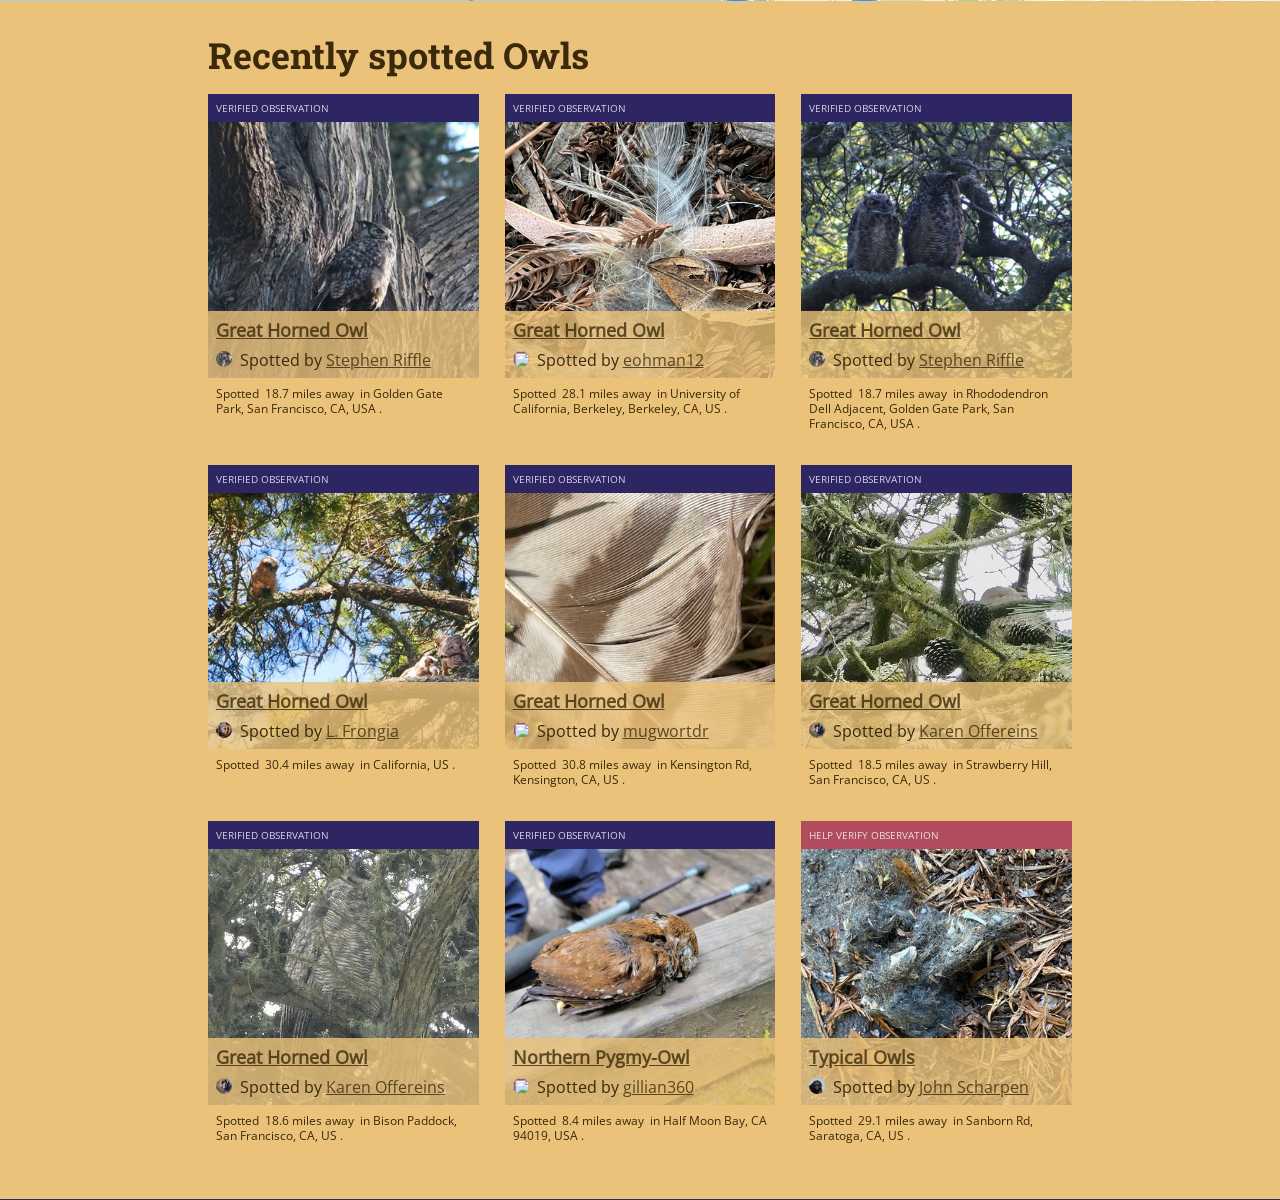 Recently spotted Owls
VERIFIED OBSERVATION
Great Horned Owl
Spotted by Stephen Riffle
Spotted 18.7 miles away in Golden Gate
Park, San Francisco, CA, USA .
VERIFIED OBSERVATION
Great Horned Owl
Spotted by eohman12
Spotted 28.1 miles away in University of
California, Berkeley, Berkeley, CA, US .
VERIFIED OBSERVATION
Great Horned Owl
Spotted by Stephen Riffle
Spotted 18.7 miles away in Rhododendron
Dell Adjacent, Golden Gate Park, San
Francisco, CA, USA .
VERIFIED OBSERVATION
Great Horned Owl
Spotted by L. Frongia
Spotted 30.4 miles away in California, US .
VERIFIED OBSERVATION
Great Horned Owl
Spotted by mugwortdr
Spotted 30.8 miles away in Kensington Rd,
Kensington, CA, US .
VERIFIED OBSERVATION
Great Horned Owl
Spotted by Karen Offereins
Spotted 18.5 miles away in Strawberry Hill,
San Francisco, CA, US .
VERIFIED OBSERVATION
Great Horned Owl
Spotted by Karen Offereins
Spotted 18.6 miles away in Bison Paddock,
San Francisco, CA, US .
VERIFIED OBSERVATION
Northern Pygmy-Owl
Spotted by gillian360
Spotted 8.4 miles away in Half Moon Bay, CA
94019, USA .
HELP VERIFY OBSERVATION
Typical Owls
Spotted by John Scharpen
Spotted 29.1 miles away in Sanborn Rd,
Saratoga, CA, US .